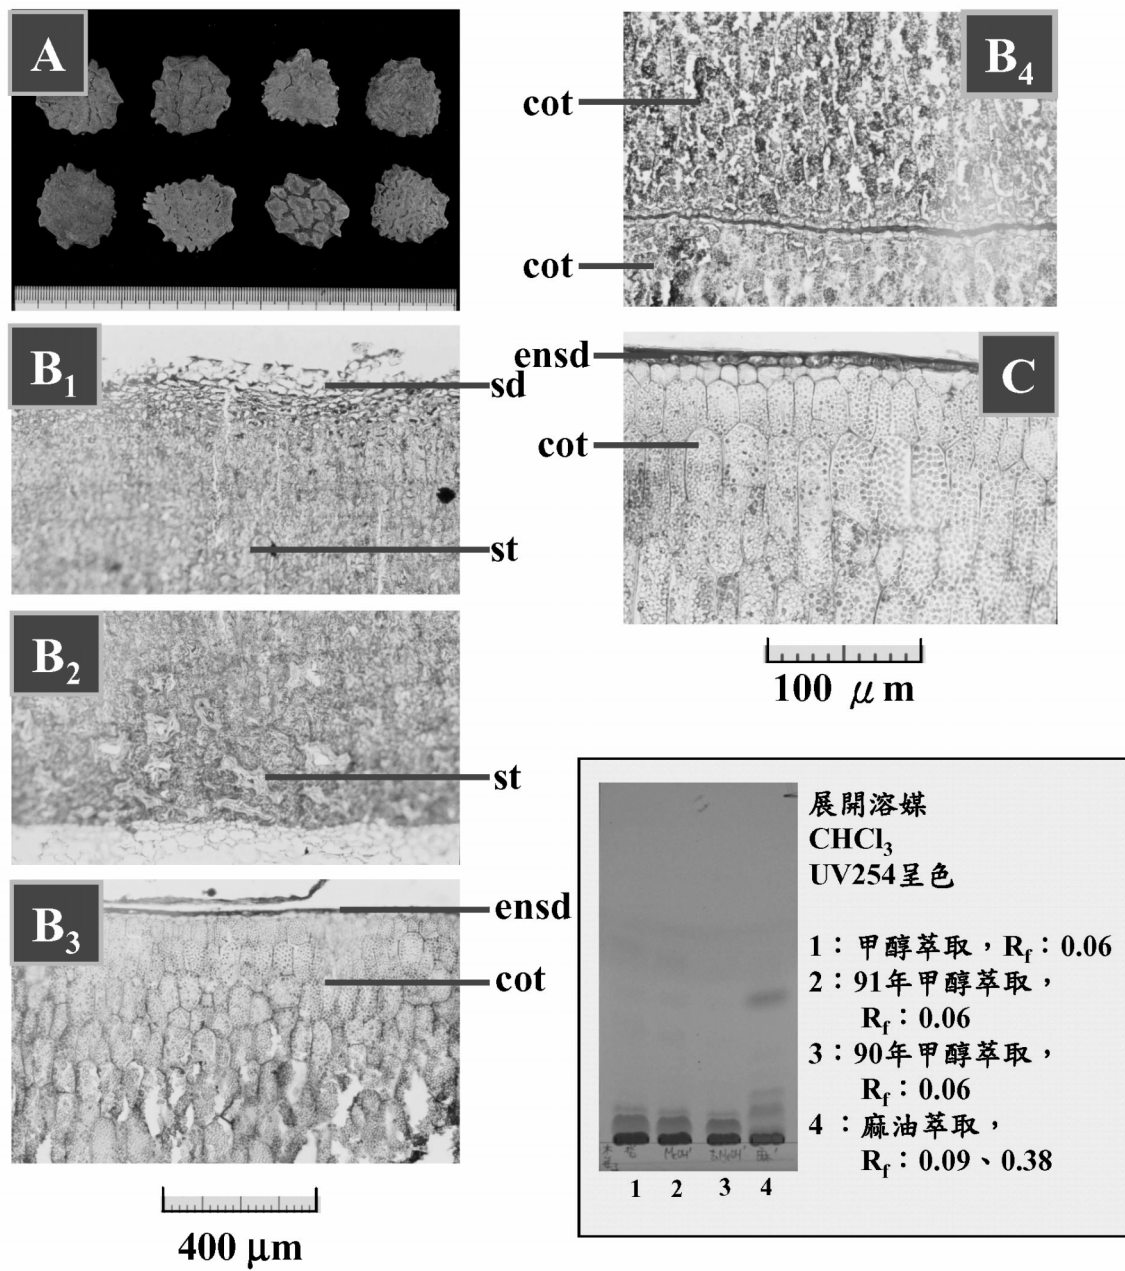 A
B4
cot
cot
B1
sd
st
ensd
C
cot
B2
st
100 μm
B3
ensd
cot
400 μm
展開溶媒
CHCl3
UV254呈色
1：甲醇萃取，Rf：0.06
2：91年甲醇萃取，
Rf：0.06
3：90年甲醇萃取，
Rf：0.06
4：麻油萃取，
Rf：0.09、0.38
1 2 3 4